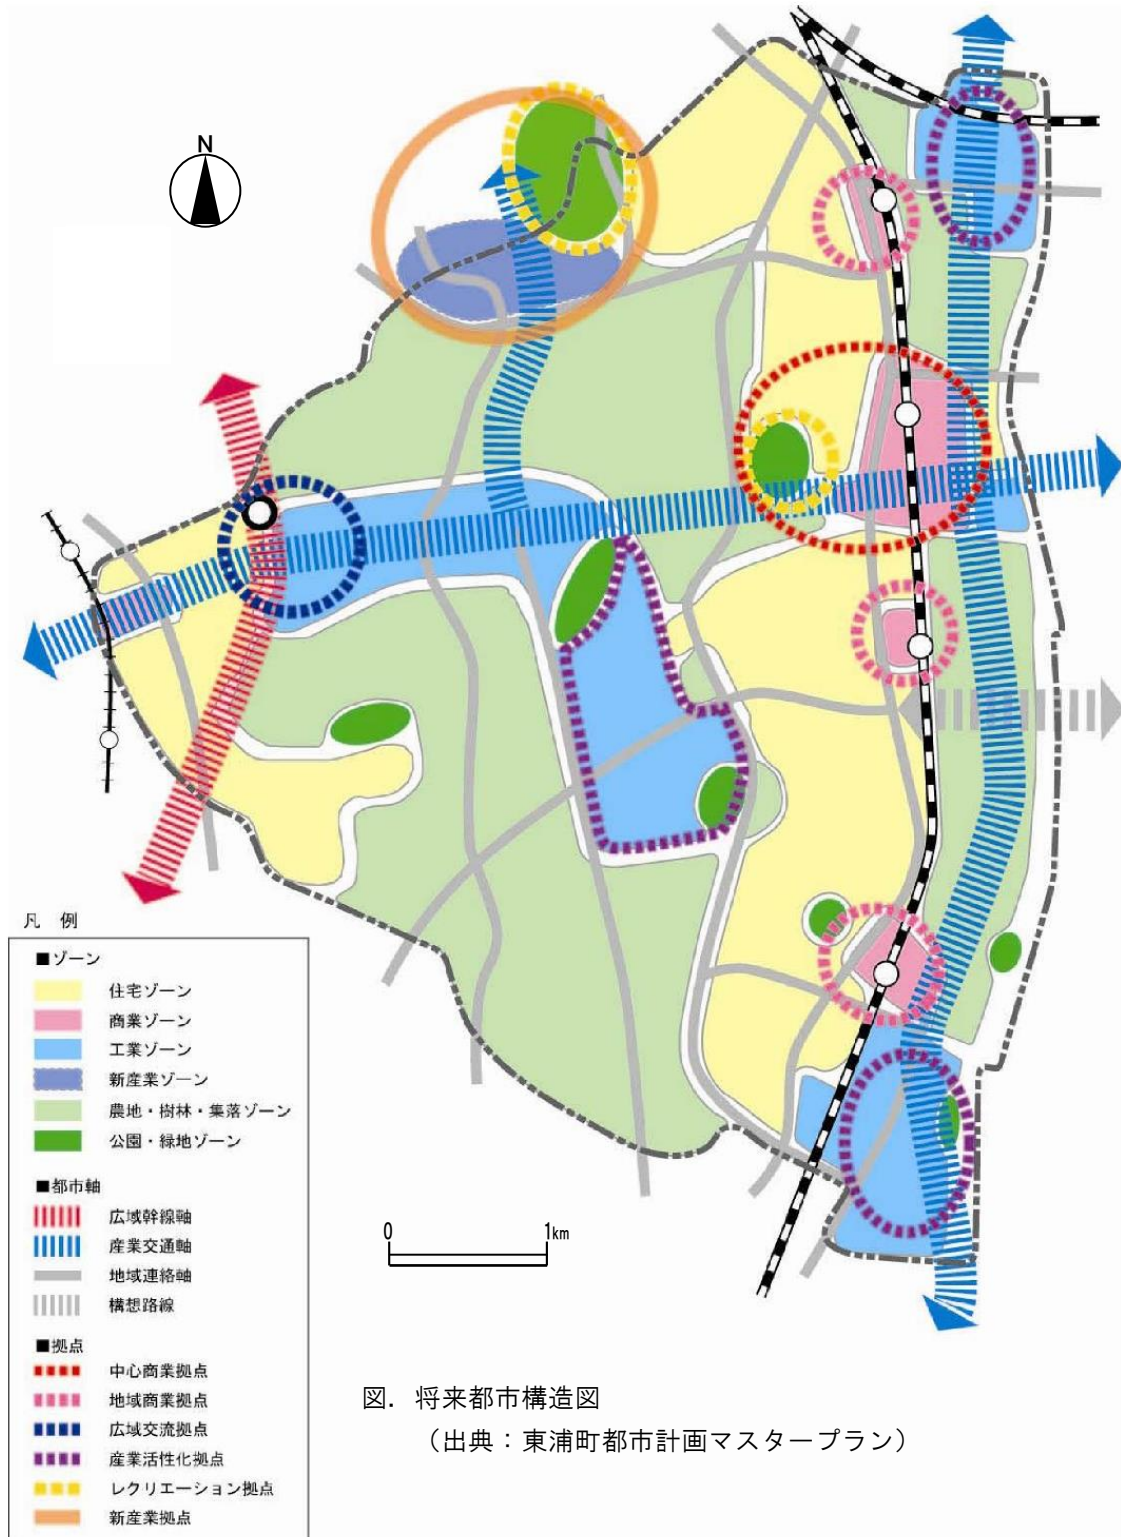 N
凡 例
■ゾーン
住宅ゾーン
商業ゾーン
工業ゾーン
新産業ゾーン
農地・樹林・集落ゾーン
公園・緑地ゾーン
■都市軸
広域幹線軸
産業交通軸
地域連絡軸
構想路線
■拠点
中心商業拠点
地域商業拠点
広域交流拠点
産業活性化拠点
レクリエーション拠点
新産業拠点
0 1km
図. 将来都市構造図
（出典：東浦町都市計画マスタープラン）